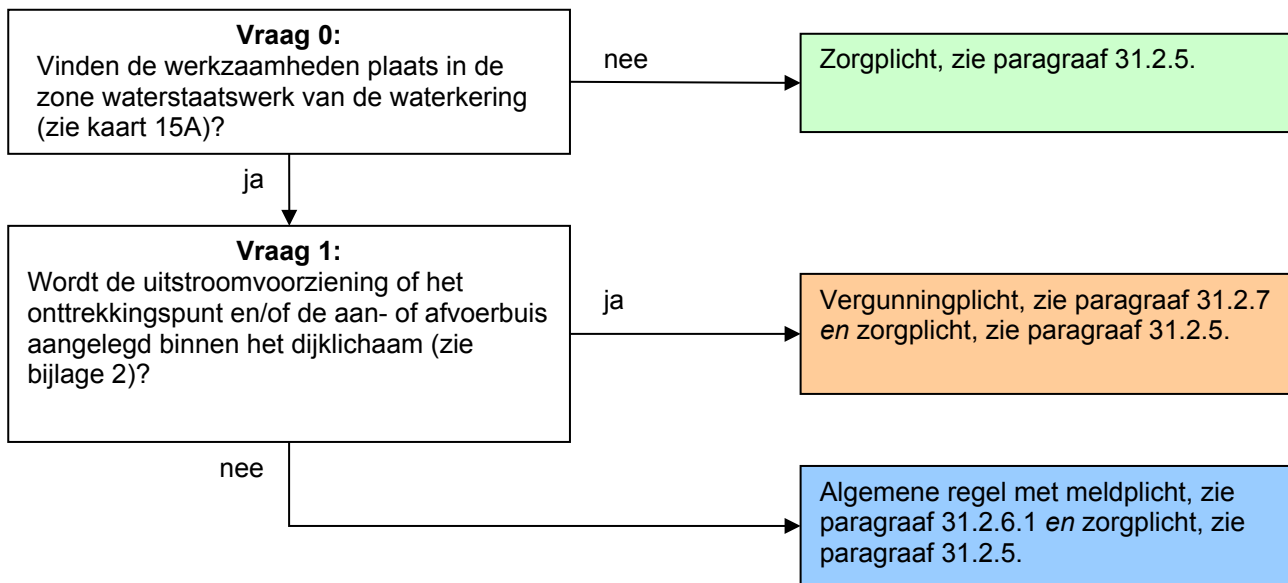 Vraag 0:
Vinden de werkzaamheden plaats in de
zone waterstaatswerk van de waterkering
(zie kaart 15A)?
nee
Zorgplicht, zie paragraaf 31.2.5.
ja
Vraag 1:
Wordt de uitstroomvoorziening of het
onttrekkingspunt en/of de aan- of afvoerbuis
aangelegd binnen het dijklichaam (zie
bijlage 2)?
ja
Vergunningplicht, zie paragraaf 31.2.7
en zorgplicht, zie paragraaf 31.2.5.
nee
Algemene regel met meldplicht, zie
paragraaf 31.2.6.1 en zorgplicht, zie
paragraaf 31.2.5.